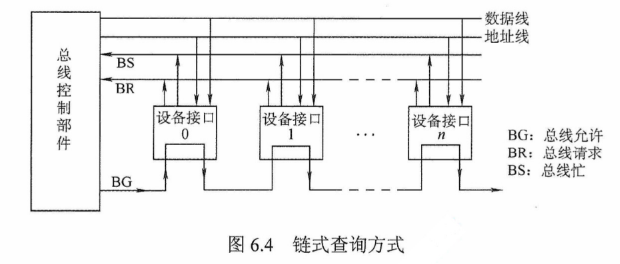 数据线
地址线
BS
BR
总线控制部件
设备接口
0
设备接口
1
···
设备接口
n
BG
BG：总线允许
BR：总线请求
BS：总线忙
图 6.4 链式查询方式